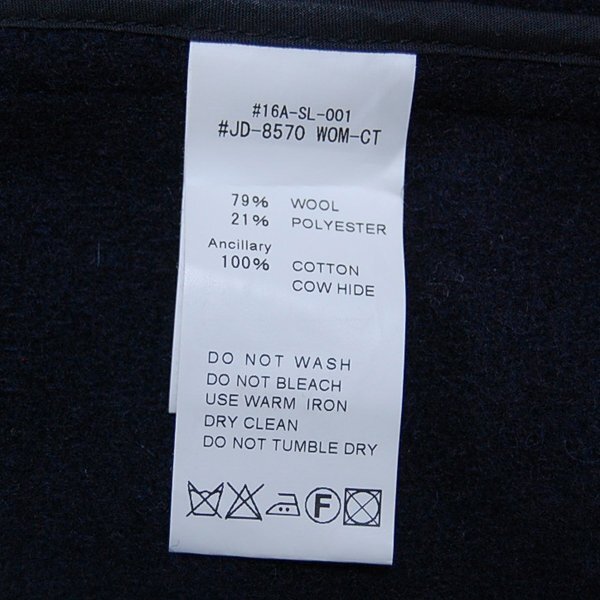 #16A-SL-001
#JD-8570 WOM-CT
79% WOOL
21% POLYESTER
Ancillary
100% COTTON
COW HIDE
DO NOT WASH
DO NOT BLEACH
USE WARM IRON
DRY CLEAN
DO NOT TUMBLE DRY
F